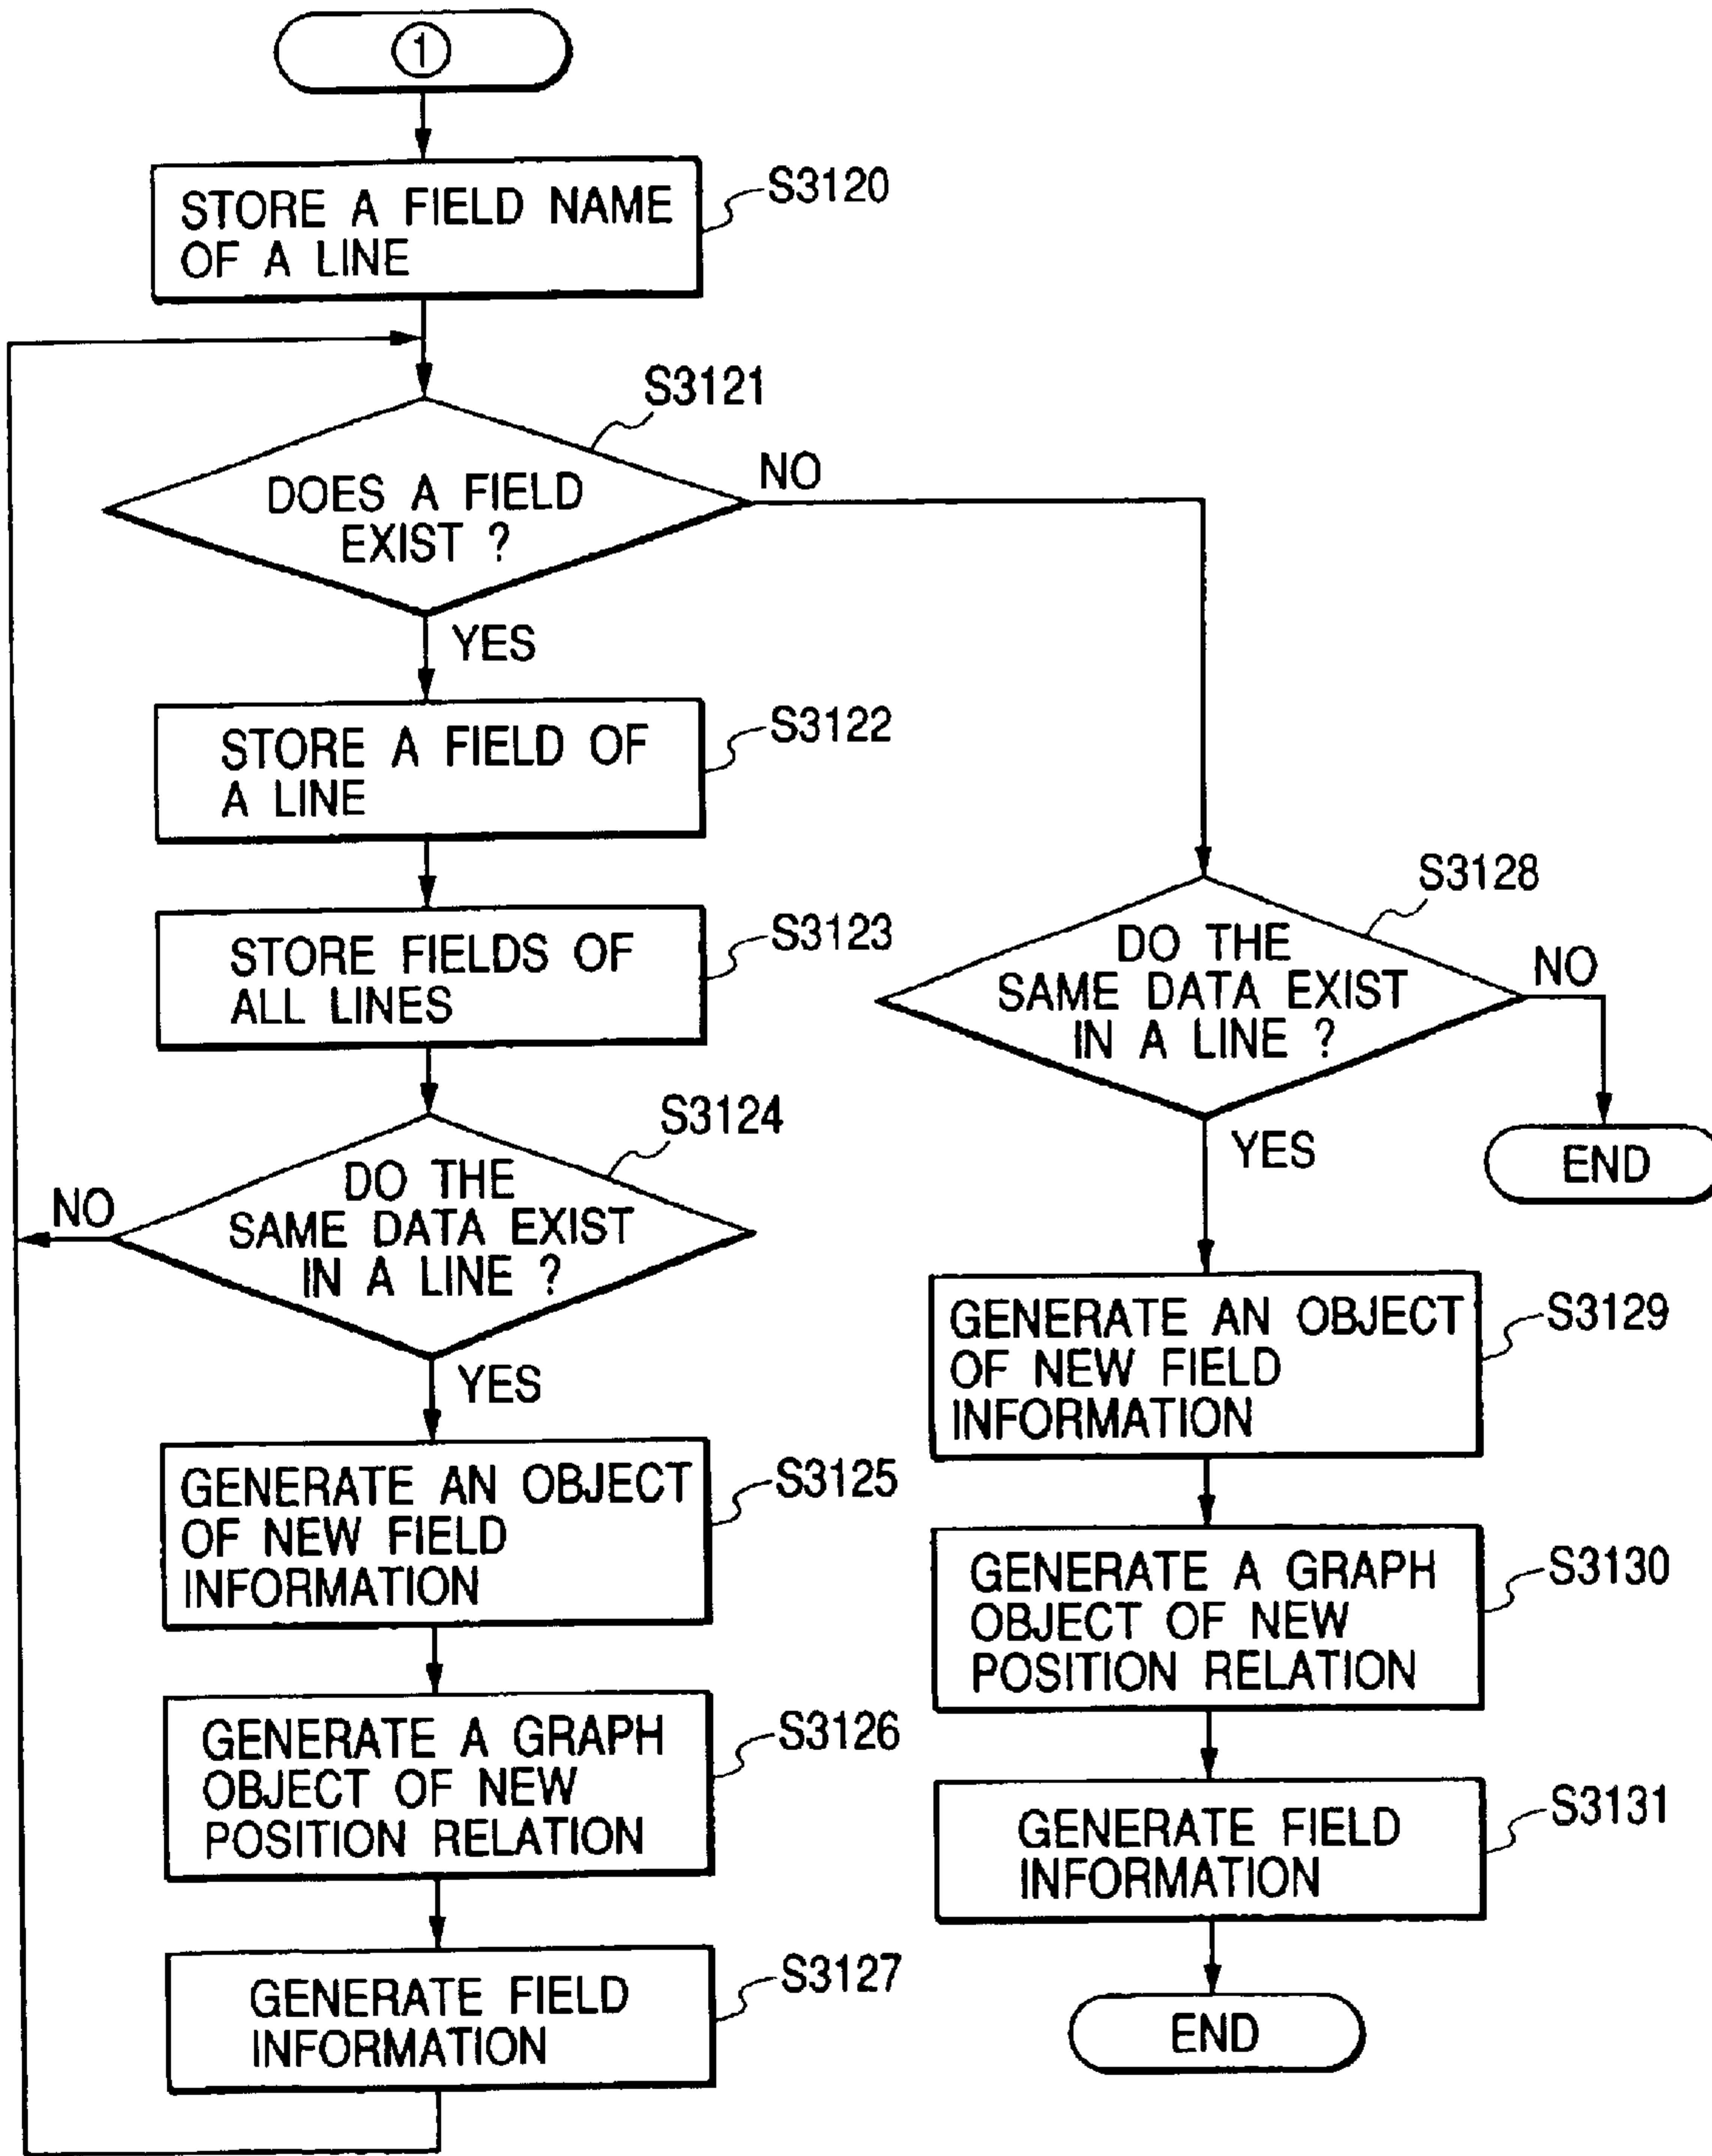 1
STORE A FIELD NAME
OF A LINE
S3120
S3121
DOES A FIELD
EXIST ?
NO
YES
STORE A FIELD OF
A LINE
S3122
STORE FIELDS OF
ALL LINES
S3123
S3124
DO THE
SAME DATA EXIST
IN A LINE ?
NO
YES
GENERATE AN OBJECT
OF NEW FIELD
INFORMATION
S3125
GENERATE A GRAPH
OBJECT OF NEW
POSITION RELATION
S3126
GENERATE FIELD
INFORMATION
S3127
S3128
DO THE
SAME DATA EXIST
IN A LINE ?
NO
END
YES
GENERATE AN OBJECT
OF NEW FIELD
INFORMATION
S3129
GENERATE A GRAPH
OBJECT OF NEW
POSITION RELATION
S3130
GENERATE FIELD
INFORMATION
S3131
END